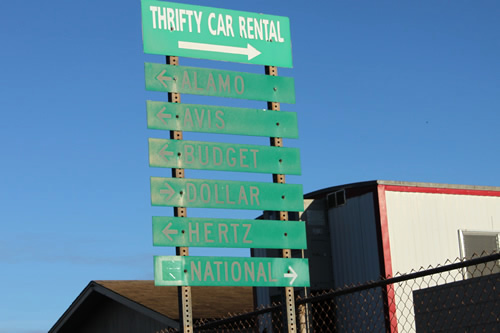 THRIFTY CAR RENTAL
ALAMO
AVIS
BUDGET
DOLLAR
HERTZ
NATIONAL